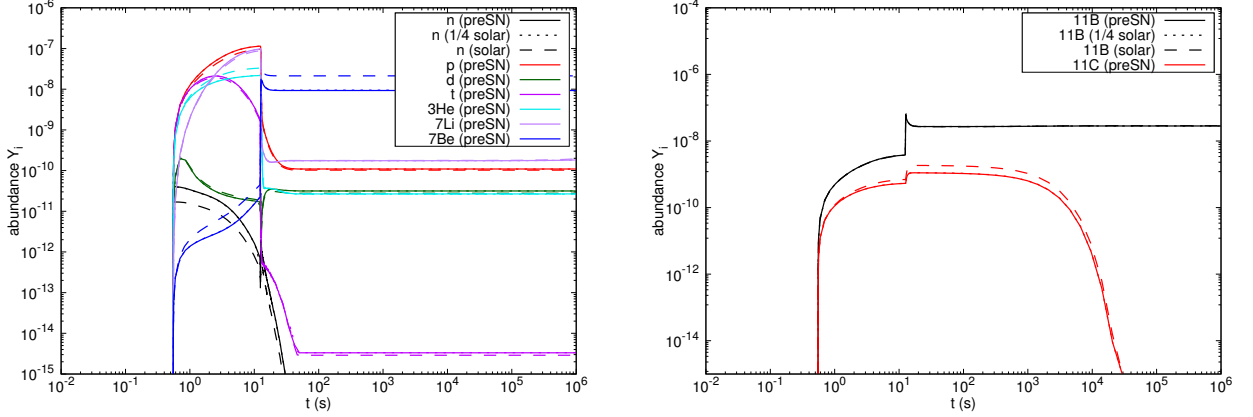 n (preSN)
n (1/4 solar)
n (solar)
p (preSN)
d (preSN)
t (preSN)
3He (preSN)
7Li (preSN)
7Be (preSN)
abundance Y_i
10^-6
10^-7
10^-8
10^-9
10^-10
10^-11
10^-12
10^-13
10^-14
10^-15
10^-2 10^-1 10^0 10^1 10^2 10^3 10^4 10^5 10^6
t (s)
11B (preSN)
11B (1/4 solar)
11B (solar)
11C (preSN)
abundance Y_i
10^-4
10^-6
10^-8
10^-10
10^-12
10^-14
10^-2 10^-1 10^0 10^1 10^2 10^3 10^4 10^5 10^6
t (s)